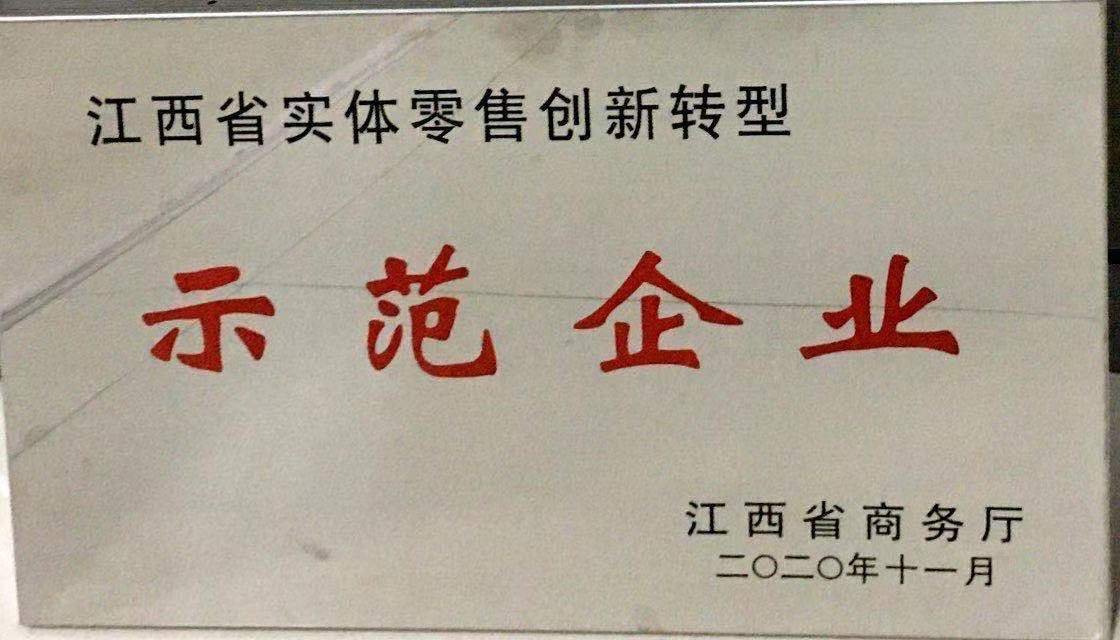 江西省实体零售创新转型
示范企业
江西省商务厅
二〇二〇年十一月